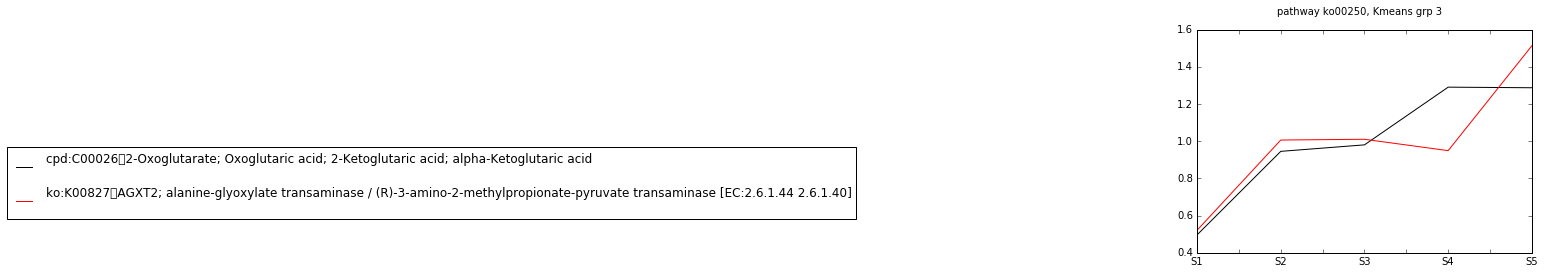 pathway ko00250, Kmeans grp 3
1.6
1.4
1.2
1.0
0.8
0.6
0.4
S1 S2 S3 S4 S5
cpd:C00026▯2-Oxoglutarate; Oxoglutaric acid; 2-Ketoglutaric acid; alpha-Ketoglutaric acid
ko:K00827▯AGXT2; alanine-glyoxylate transaminase / (R)-3-amino-2-methylpropionate-pyruvate transaminase [EC:2.6.1.44 2.6.1.40]